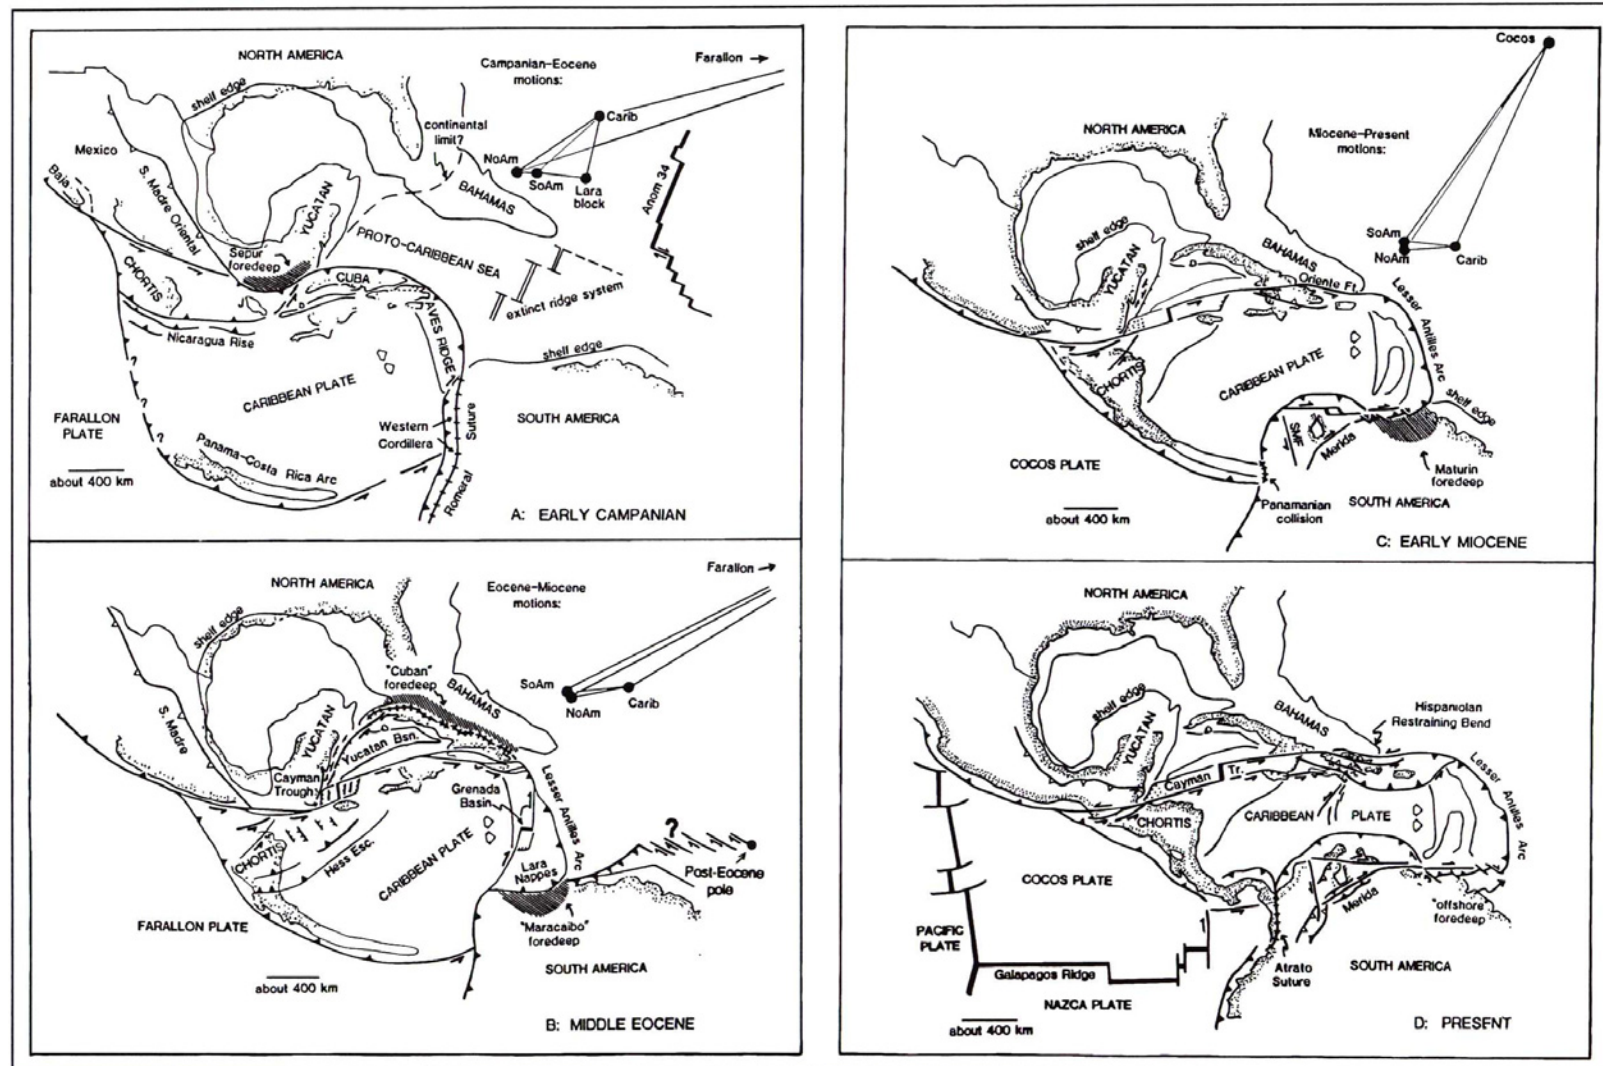 NORTH AMERICA
Campanian-Eocene
motions:
Farallon →
shelf edge
continental
limit?
Carib
NoAm
SoAm
Lara
block
Mexico
Baja
S. Madre Oriental
YUCATAN
BAHAMAS
Anom 34
Sepur
foredeep
PROTO-CARIBBEAN SEA
CHORTIS
CUBA
extinct ridge system
AVES RIDGE
Nicaragua Rise
shelf edge
?
CARIBBEAN PLATE
FARALLON
PLATE
SOUTH AMERICA
Western
Cordillera
Suture
Romeral
?
Panama-Costa Rica Arc
about 400 km
A: EARLY CAMPANIAN
NORTH AMERICA
Eocene-Miocene
motions:
Farallon →
shelf edge
"Cuban"
foredeep
BAHAMAS
SoAm
NoAm
Carib
S. Madre
YUCATAN
Yucatan Bsn.
Cayman
Trough
Grenada
Basin
Lesser Antilles Arc
?
CHORTIS
Hess Esc.
CARIBBEAN PLATE
Lara
Nappes
Post-Eocene
pole
FARALLON PLATE
"Maracaibo"
foredeep
SOUTH AMERICA
about 400 km
B: MIDDLE EOCENE
Cocos
NORTH AMERICA
Miocene-Present
motions:
shelf edge
SoAm
NoAm
Carib
YUCATAN
BAHAMAS
Oriente Ft.
Lesser Antilles Arc
CHORTIS
CARIBBEAN PLATE
shelf edge
SMF
Merida
COCOS PLATE
Maturin
foredeep
Panamanian
collision
SOUTH AMERICA
about 400 km
C: EARLY MIOCENE
NORTH AMERICA
shelf edge
YUCATAN
BAHAMAS
Hispaniolan
Restraining Bend
Cayman Tr.
Lesser Antilles Arc
CHORTIS
CARIBBEAN PLATE
COCOS PLATE
Merida
"offshore"
foredeep
PACIFIC
PLATE
Galapagos Ridge
Atrato
Suture
SOUTH AMERICA
NAZCA PLATE
about 400 km
D: PRESENT